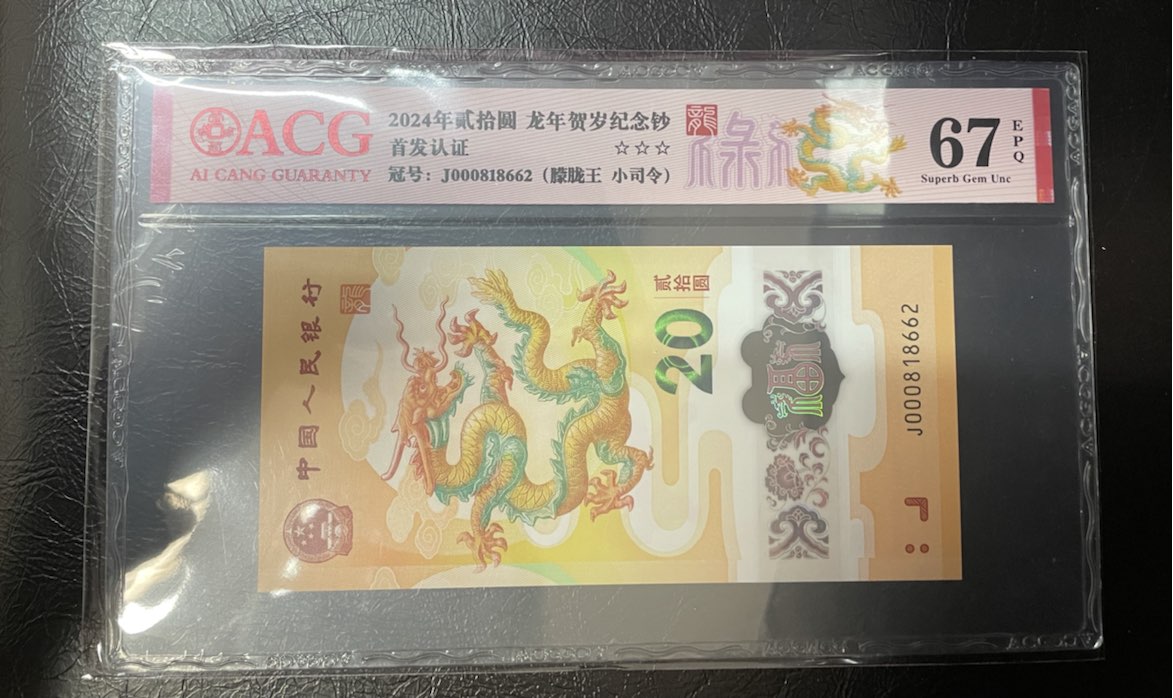 ACG
AI CANG GUARANTY
2024年贰拾圆 龙年贺岁纪念钞
首发认证 ☆☆☆
冠号：J000818662（朦胧王 小司令）
龍
67
EPQ
Superb Gem Unc
中国人民银行
贰拾圆
20
福
J000818662